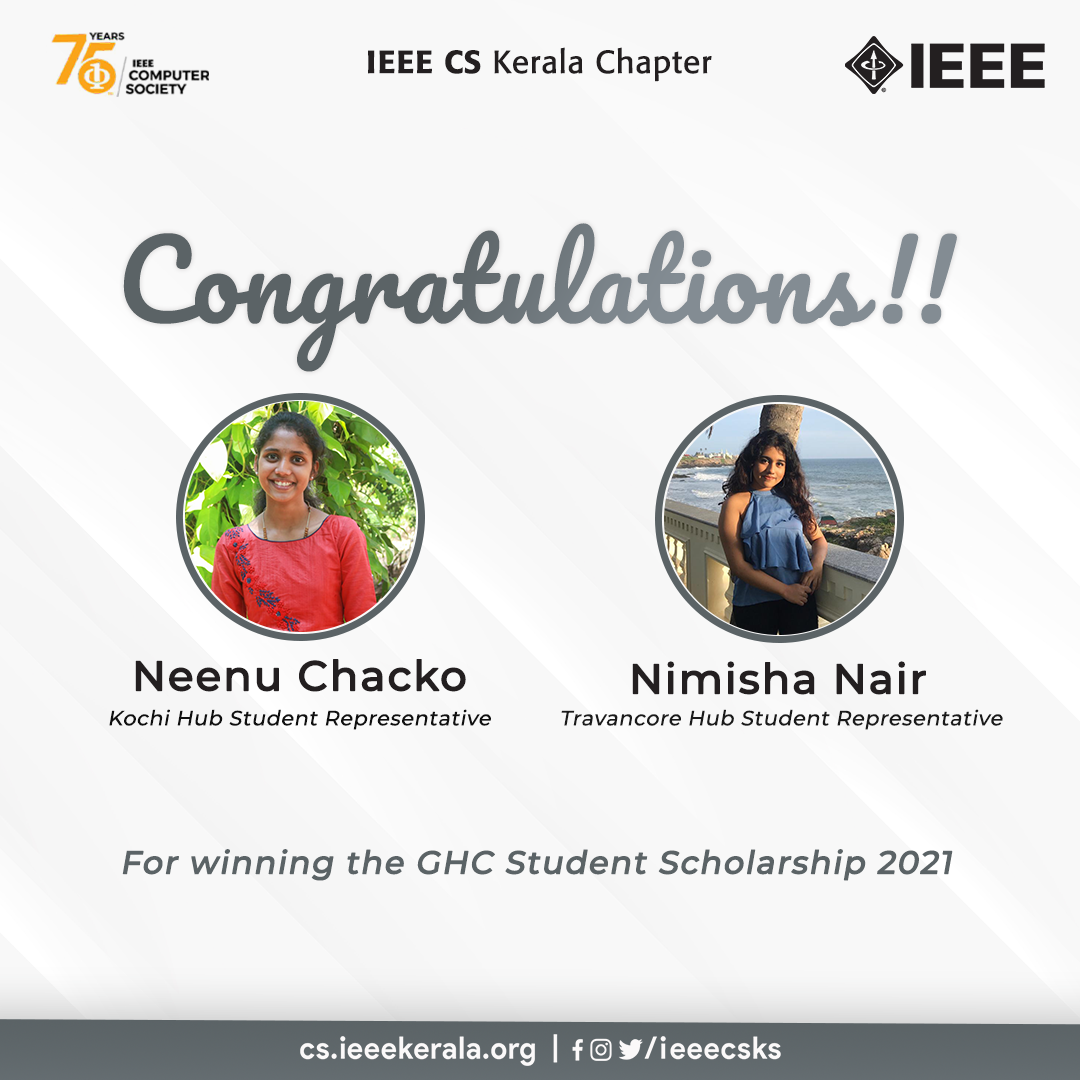 75 YEARS
IEEE
COMPUTER
SOCIETY
IEEE CS Kerala Chapter
IEEE
Congratulations!!
Neenu Chacko
Kochi Hub Student Representative
Nimisha Nair
Travancore Hub Student Representative
For winning the GHC Student Scholarship 2021
cs.ieeekerala.org | /ieeecsks